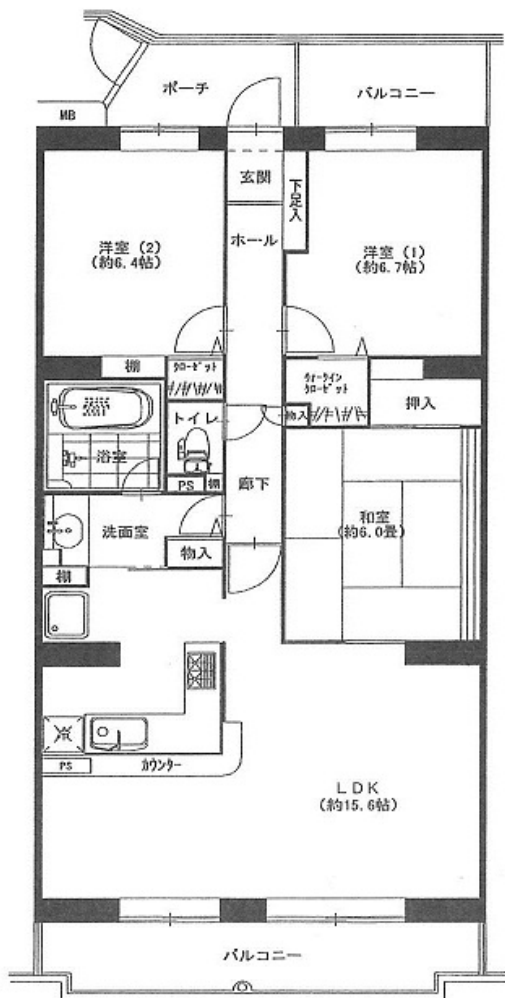 ポーチ
バルコニー
MB
玄関
下足入
ホール
洋室 (2)
(約6.4帖)
洋室 (1)
(約6.7帖)
棚
クローゼット
ウォークイン
クローゼット
押入
物入
トイレ
浴室
PS
棚
廊下
和室
(約6.0畳)
洗面室
物入
棚
PS
カウンター
LDK
(約15.6帖)
バルコニー